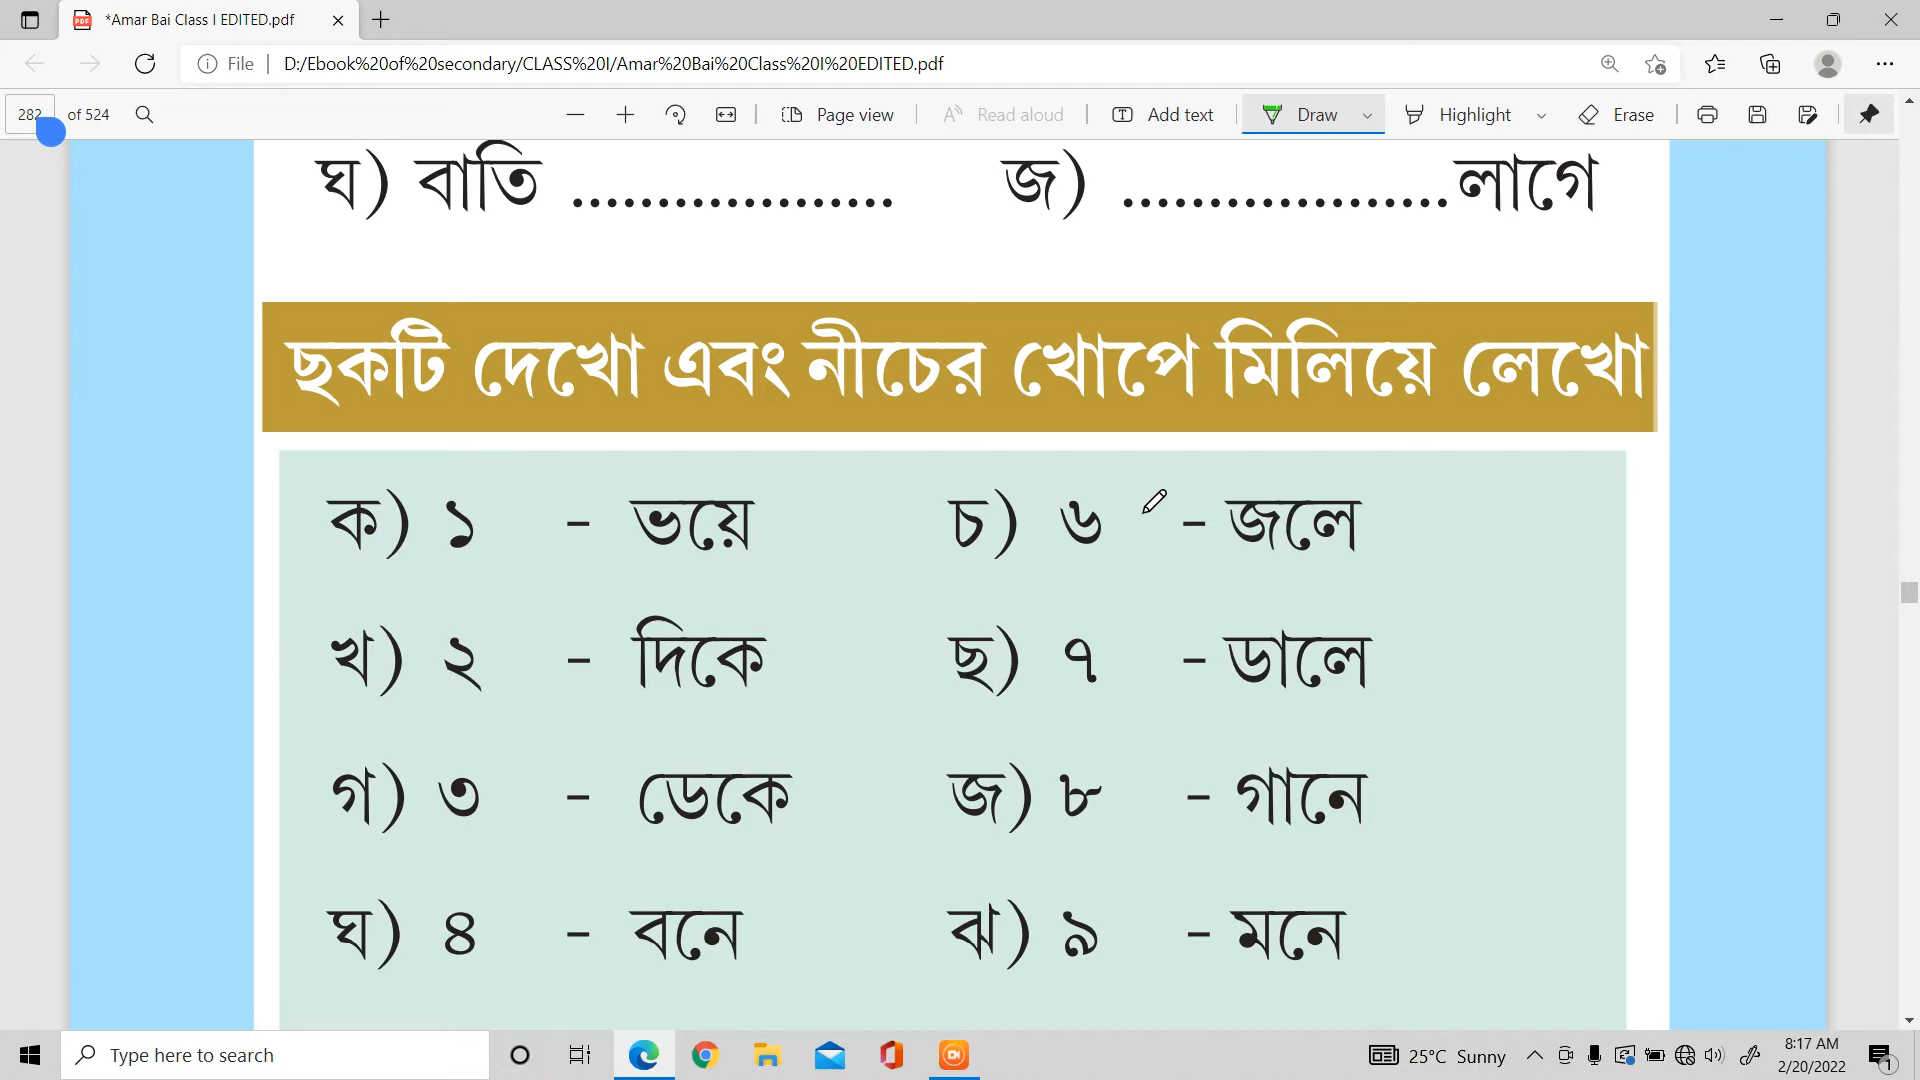 *Amar Bai Class I EDITED.pdf
File
D:/Ebook%20of%20secondary/CLASS%20I/Amar%20Bai%20Class%20I%20EDITED.pdf
282 of 524
Page view
Read aloud
Add text
Draw
Highlight
Erase
ঘ) বাতি ................... জ) ...................লাগে
ছকটি দেখো এবং নীচের খোপে মিলিয়ে লেখো
ক) ১ - ভয়ে চ) ৬ - জলে
খ) ২ - দিকে ছ) ৭ - ডালে
গ) ৩ - ডেকে জ) ৮ - গানে
ঘ) ৪ - বনে ঝ) ৯ - মনে
Type here to search
25°C Sunny
8:17 AM
2/20/2022
1